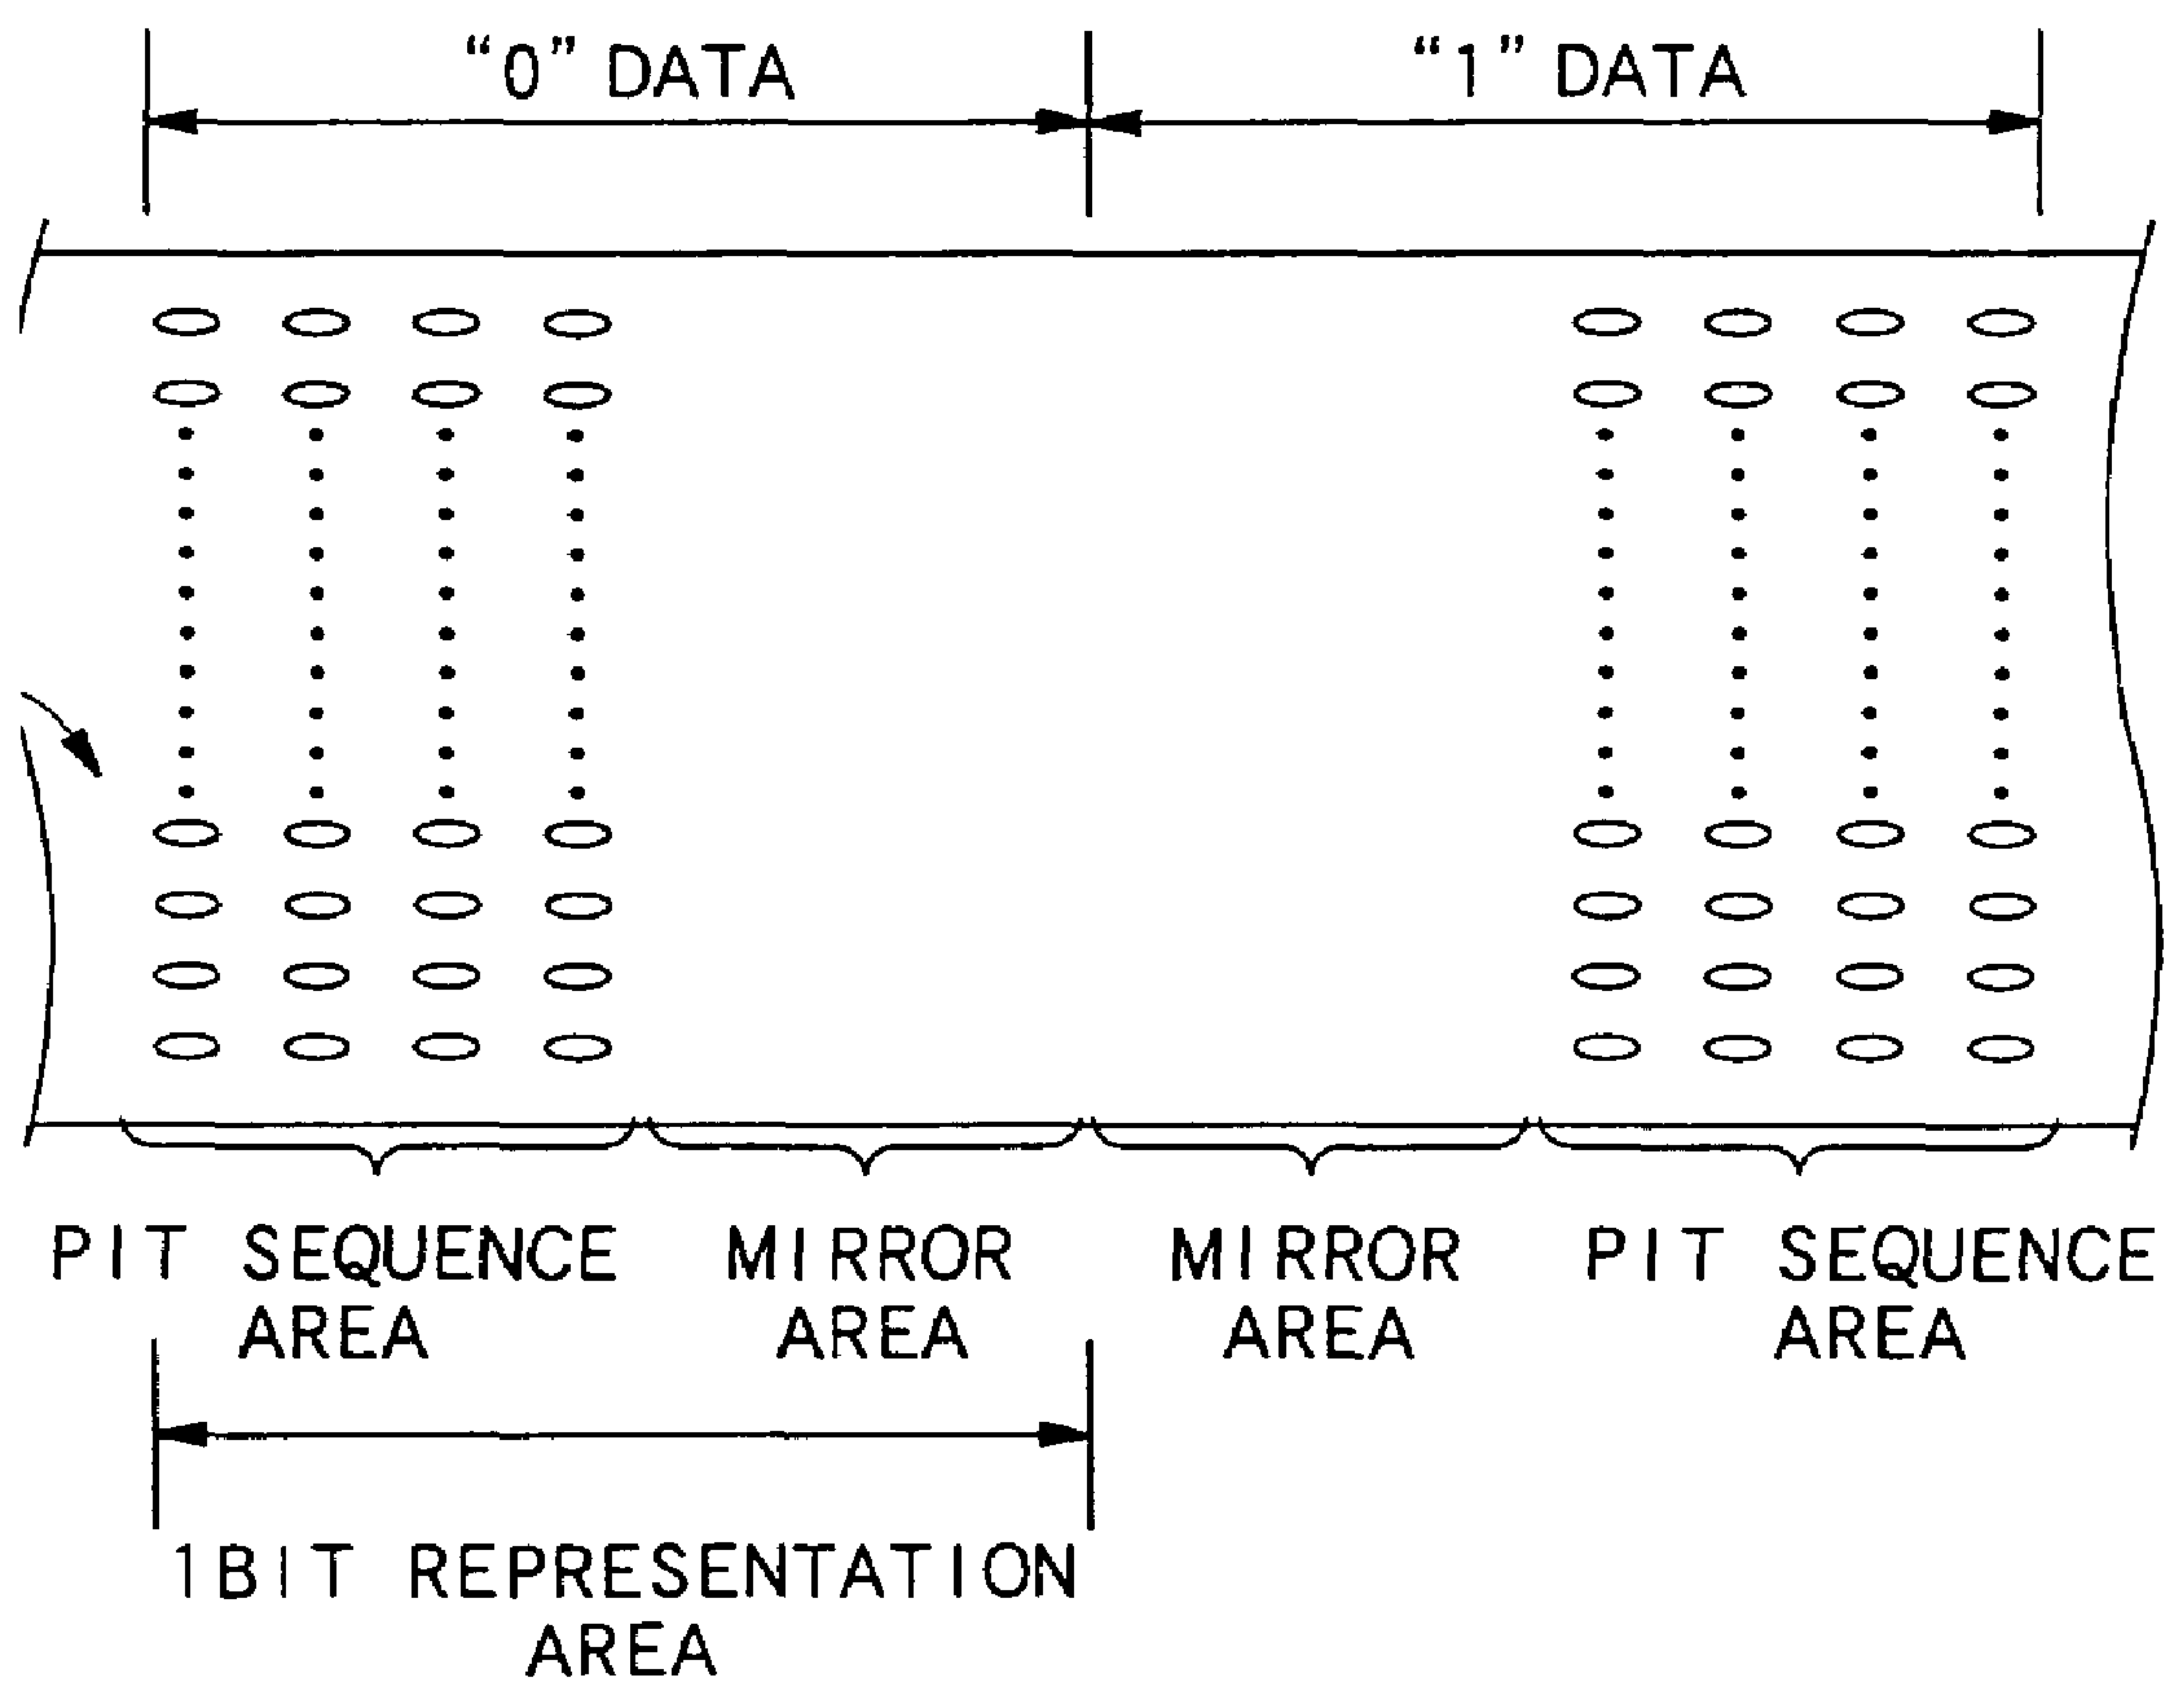 “0” DATA
“1” DATA
PIT SEQUENCE
AREA
MIRROR
AREA
MIRROR
AREA
PIT SEQUENCE
AREA
1BIT REPRESENTATION
AREA